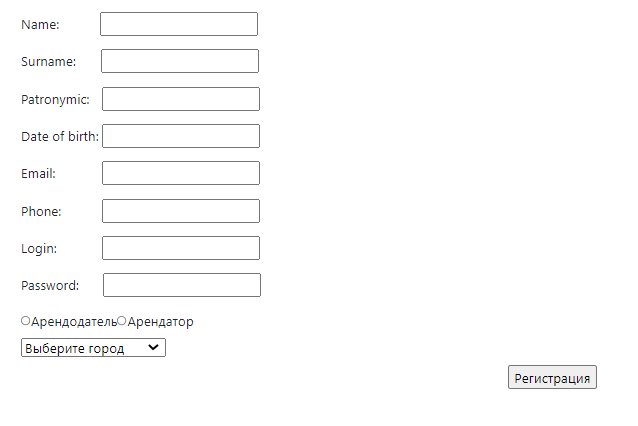 Name:
Surname:
Patronymic:
Date of birth:
Email:
Phone:
Login:
Password:
Арендодатель Арендатор
Выберите город
Регистрация